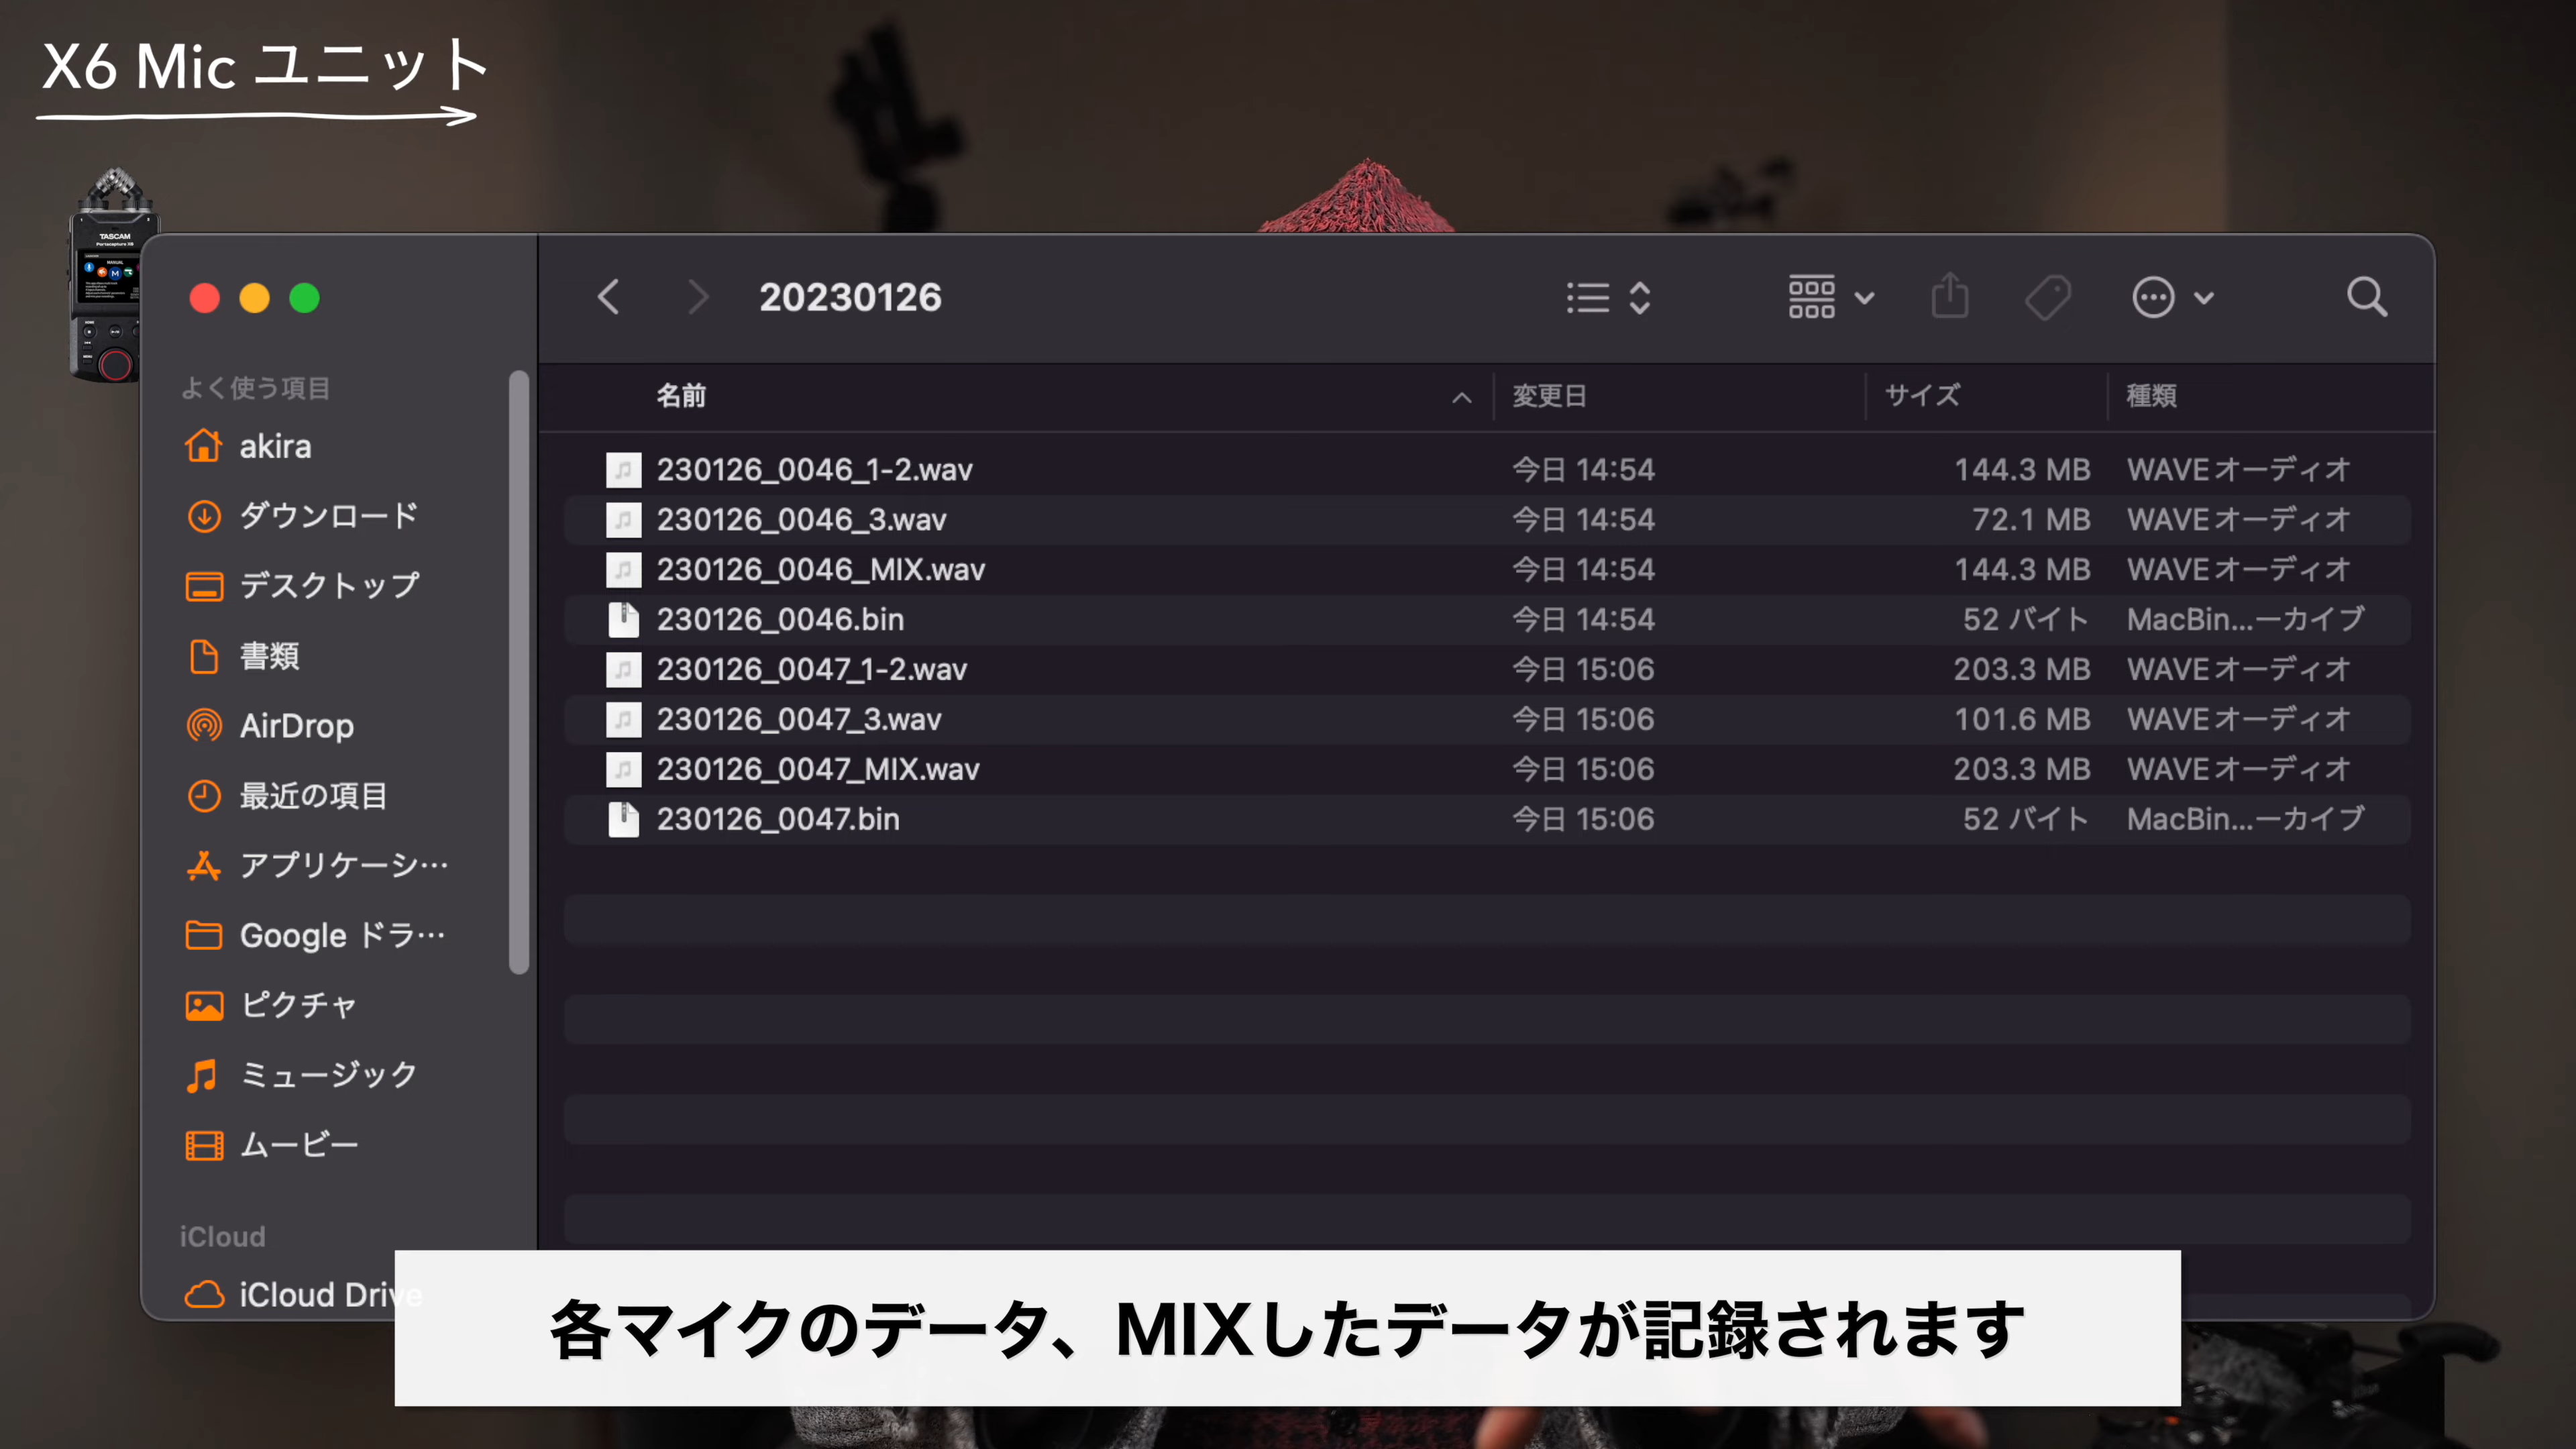 X6 Mic ユニット
TASCAM
Portacapture X6
MANUAL
20230126
よく使う項目
akira
ダウンロード
デスクトップ
書類
AirDrop
最近の項目
アプリケーシ…
Google ドラ…
ピクチャ
ミュージック
ムービー
iCloud
iCloud Drive
名前 変更日 サイズ 種類
230126_0046_1-2.wav 今日 14:54 144.3 MB WAVEオーディオ
230126_0046_3.wav 今日 14:54 72.1 MB WAVEオーディオ
230126_0046_MIX.wav 今日 14:54 144.3 MB WAVEオーディオ
230126_0046.bin 今日 14:54 52 バイト MacBin...ーカイブ
230126_0047_1-2.wav 今日 15:06 203.3 MB WAVEオーディオ
230126_0047_3.wav 今日 15:06 101.6 MB WAVEオーディオ
230126_0047_MIX.wav 今日 15:06 203.3 MB WAVEオーディオ
230126_0047.bin 今日 15:06 52 バイト MacBin...ーカイブ
各マイクのデータ、MIXしたデータが記録されます